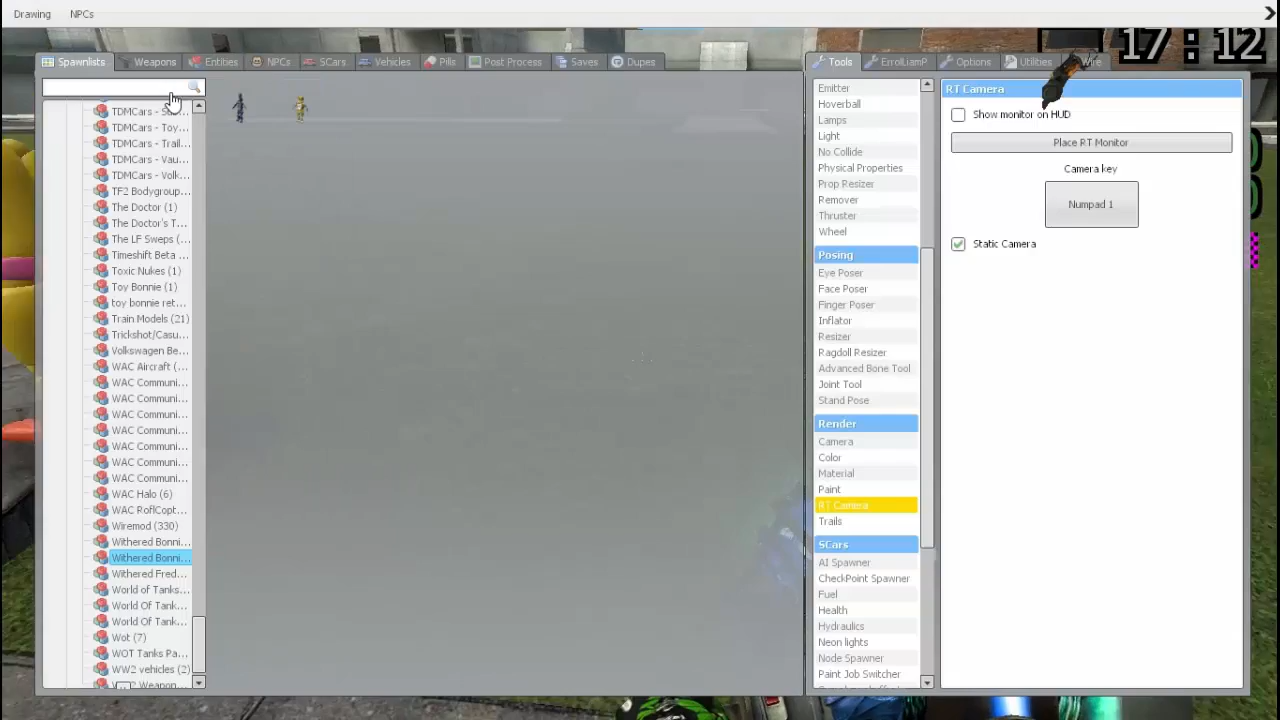 Drawing NPCs
17:12
Spawnlists Weapons Entities NPCs SCars Vehicles Pills Post Process Saves Dupes
TDMCars - Toy...
TDMCars - Trail...
TDMCars - Vau...
TDMCars - Volk...
TF2 Bodygroup...
The Doctor (1)
The Doctor's T...
The LF Sweps (...
Timeshift Beta ...
Toxic Nukes (1)
Toy Bonnie (1)
toy bonnie ret...
Train Models (21)
Trickshot/Casu...
Volkswagen Be...
WAC Aircraft (...
WAC Communi...
WAC Communi...
WAC Communi...
WAC Communi...
WAC Communi...
WAC Communi...
WAC Communi...
WAC Halo (6)
WAC RoflCopt...
Wiremod (330)
Withered Bonni...
Withered Bonni...
Withered Fred...
World of Tanks...
World Of Tank...
World Of Tank...
Wot (7)
WOT Tanks Pa...
WW2 vehicles (2)
Tools ErrolLiamP Options Utilities Wire
Emitter
Hoverball
Lamps
Light
No Collide
Physical Properties
Prop Resizer
Remover
Thruster
Wheel
Posing
Eye Poser
Face Poser
Finger Poser
Inflator
Resizer
Ragdoll Resizer
Advanced Bone Tool
Joint Tool
Stand Pose
Render
Camera
Color
Material
Paint
RT Camera
Trails
SCars
AI Spawner
CheckPoint Spawner
Fuel
Health
Hydraulics
Neon lights
Node Spawner
Paint Job Switcher
RT Camera
Show monitor on HUD
Place RT Monitor
Camera key
Numpad 1
Static Camera